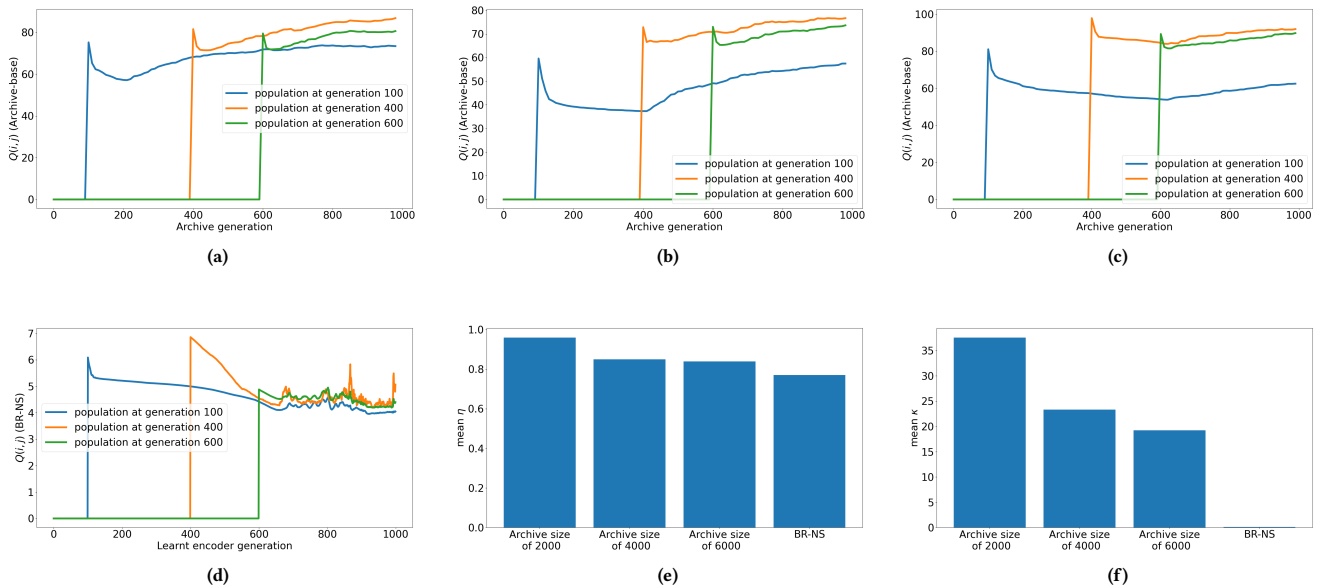 80
60
40
20
0
Q(i, j) (Archive-base)
population at generation 100
population at generation 400
population at generation 600
0 200 400 600 800 1000
Archive generation
(a)
80
70
60
50
40
30
20
10
0
Q(i, j) (Archive-base)
population at generation 100
population at generation 400
population at generation 600
0 200 400 600 800 1000
Archive generation
(b)
100
80
60
40
20
0
Q(i, j) (Archive-base)
population at generation 100
population at generation 400
population at generation 600
0 200 400 600 800 1000
Archive generation
(c)
7
6
5
4
3
2
1
0
Q(i, j) (BR-NS)
population at generation 100
population at generation 400
population at generation 600
0 200 400 600 800 1000
Learnt encoder generation
(d)
1.0
0.8
0.6
0.4
0.2
0.0
mean η
Archive size
of 2000
Archive size
of 4000
Archive size
of 6000
BR-NS
(e)
35
30
25
20
15
10
5
0
mean κ
Archive size
of 2000
Archive size
of 4000
Archive size
of 6000
BR-NS
(f)